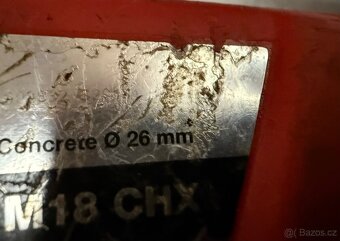 Concrete Ø 26 mm
M18 CHX
© Bazos.cz